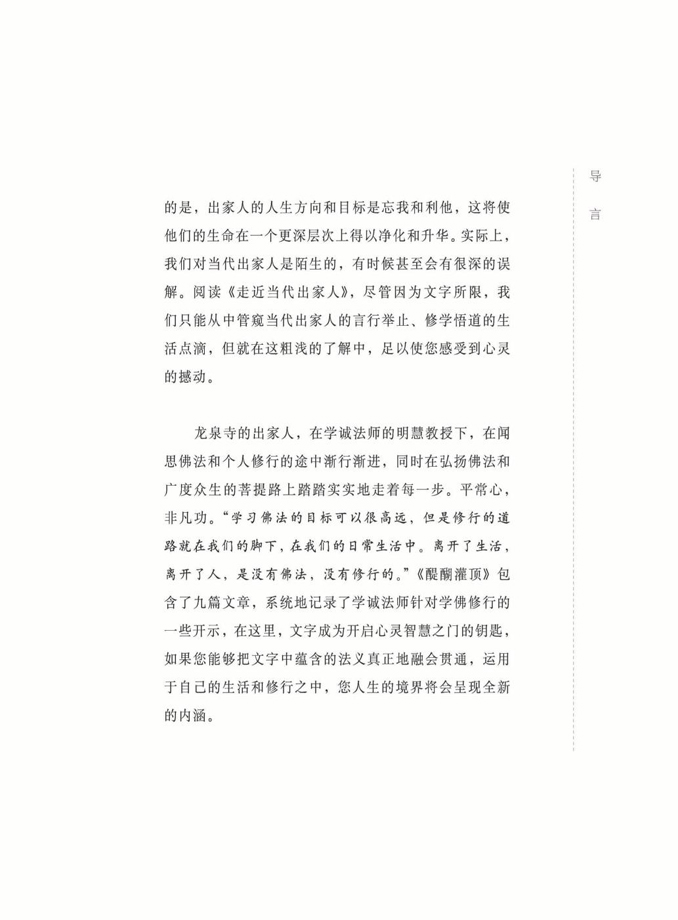 导言
的是，出家人的人生方向和目标是忘我和利他，这将使
他们的生命在一个更深层次上得以净化和升华。实际上，
我们对当代出家人是陌生的，有时候甚至会有很深的误
解。阅读《走近当代出家人》，尽管因为文字所限，我
们只能从中管窥当代出家人的言行举止、修学悟道的生
活点滴，但就在这粗浅的了解中，足以使您感受到心灵
的撼动。
龙泉寺的出家人，在学诚法师的明慧教授下，在闻
思佛法和个人修行的途中渐行渐进，同时在弘扬佛法和
广度众生的菩提路上踏踏实实地走着每一步。平常心，
非凡功。“学习佛法的目标可以很高远，但是修行的道
路就在我们的脚下，在我们的日常生活中。离开了生活，
离开了人，是没有佛法，没有修行的。”《醍醐灌顶》包
含了九篇文章，系统地记录了学诚法师针对学佛修行的
一些开示，在这里，文字成为开启心灵智慧之门的钥匙，
如果您能够把文字中蕴含的法义真正地融会贯通，运用
于自己的生活和修行之中，您人生的境界将会呈现全新
的内涵。